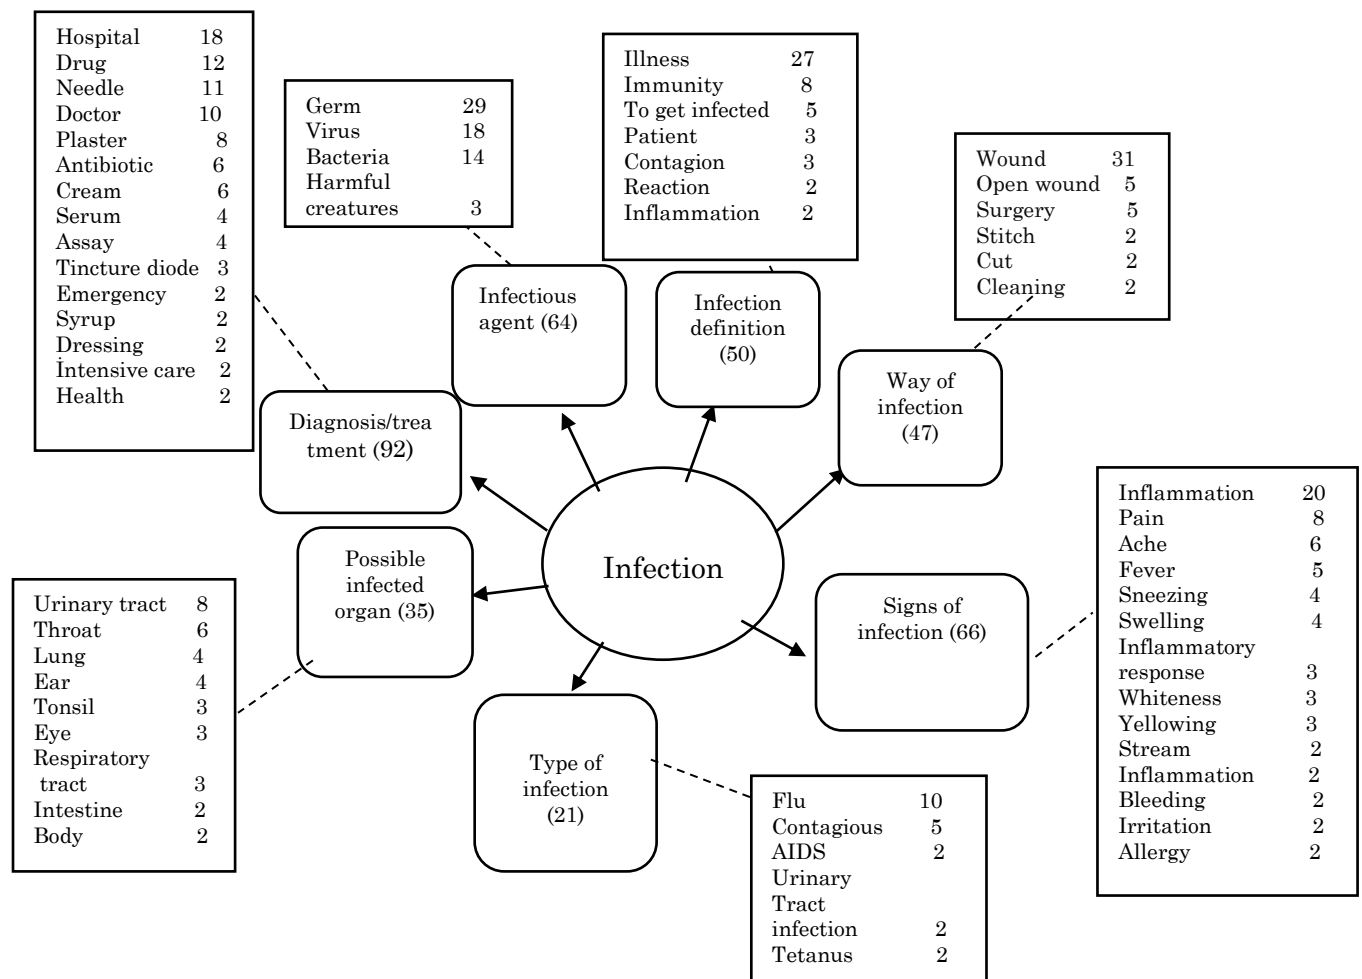 Hospital 18
Drug 12
Needle 11
Doctor 10
Plaster 8
Antibiotic 6
Cream 6
Serum 4
Assay 4
Tincture diode 3
Emergency 2
Syrup 2
Dressing 2
İntensive care 2
Health 2
Germ 29
Virus 18
Bacteria 14
Harmful
creatures 3
Illness 27
Immunity 8
To get infected 5
Patient 3
Contagion 3
Reaction 2
Inflammation 2
Wound 31
Open wound 5
Surgery 5
Stitch 2
Cut 2
Cleaning 2
Infectious
agent (64)
Infection
definition
(50)
Way of
infection
(47)
Diagnosis/trea
tment (92)
Possible
infected
organ (35)
Infection
Signs of
infection (66)
Type of
infection
(21)
Urinary tract 8
Throat 6
Lung 4
Ear 4
Tonsil 3
Eye 3
Respiratory
tract 3
Intestine 2
Body 2
Inflammation 20
Pain 8
Ache 6
Fever 5
Sneezing 4
Swelling 4
Inflammatory
response 3
Whiteness 3
Yellowing 3
Stream 2
Inflammation 2
Bleeding 2
Irritation 2
Allergy 2
Flu 10
Contagious 5
AIDS 2
Urinary
Tract
infection 2
Tetanus 2